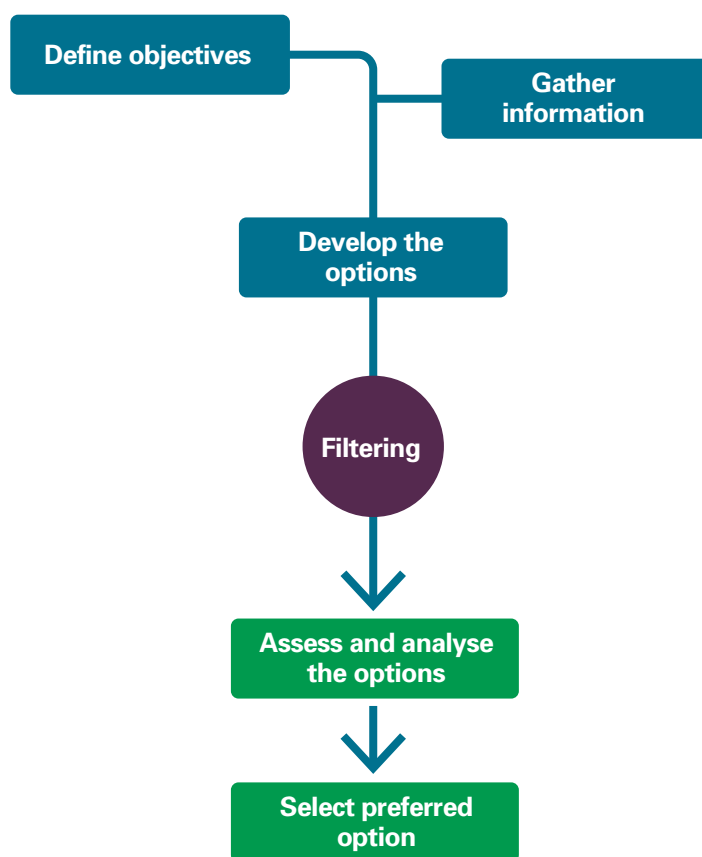 Define objectives
Gather
information
Develop the
options
Filtering
Assess and analyse
the options
Select preferred
option